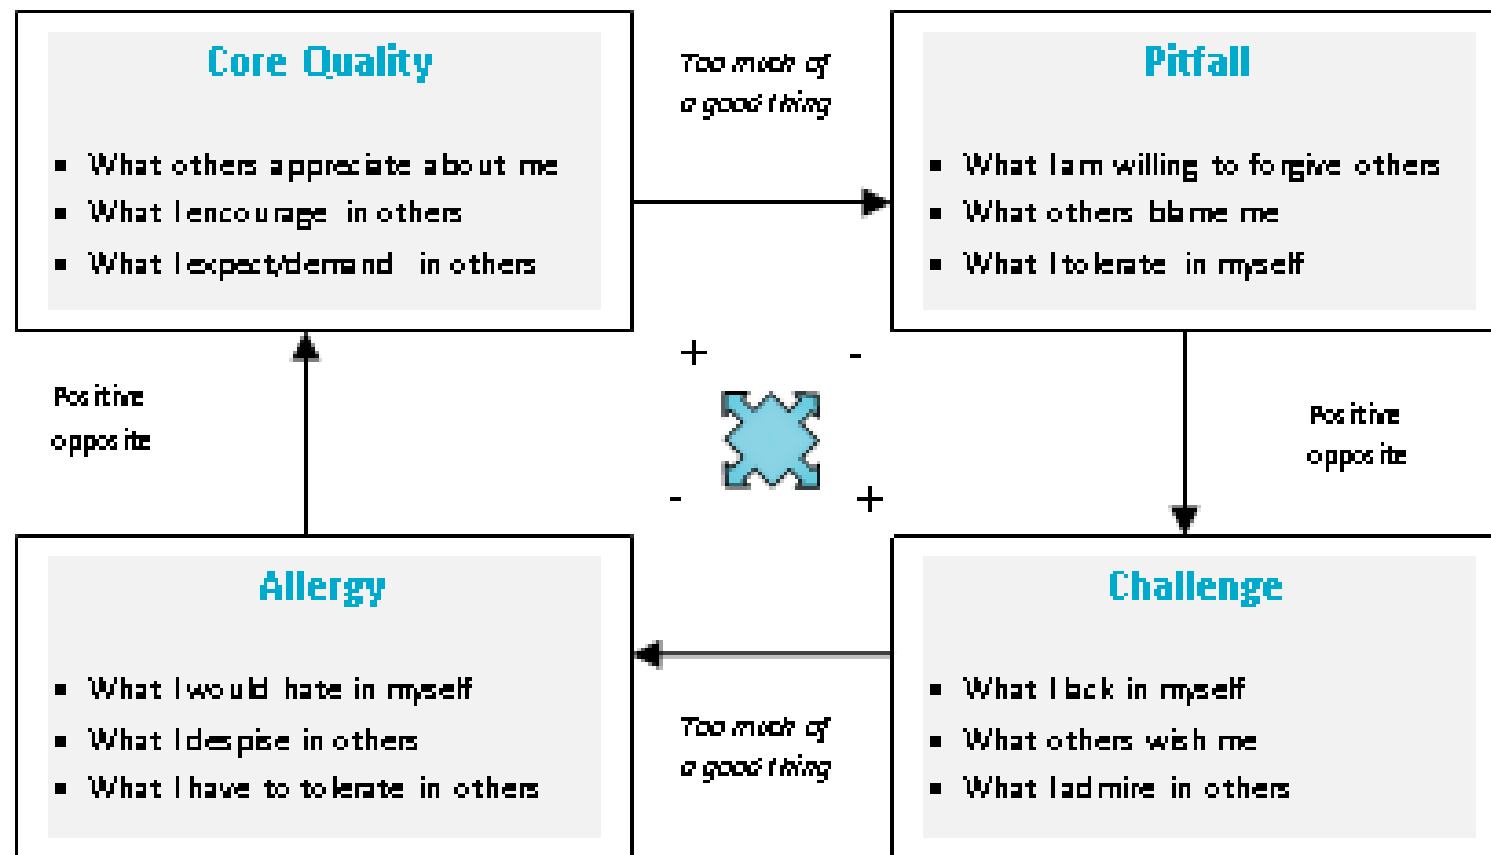 Core Quality
▪ What others appreciate about me
▪ What I encourage in others
▪ What I expect/demand in others
Too much of
a good thing
Pitfall
▪ What I am willing to forgive others
▪ What others blame me
▪ What I tolerate in myself
Positive
opposite
+ -
- +
Positive
opposite
Allergy
▪ What I would hate in myself
▪ What I despise in others
▪ What I have to tolerate in others
Too much of
a good thing
Challenge
▪ What I lack in myself
▪ What others wish me
▪ What I admire in others